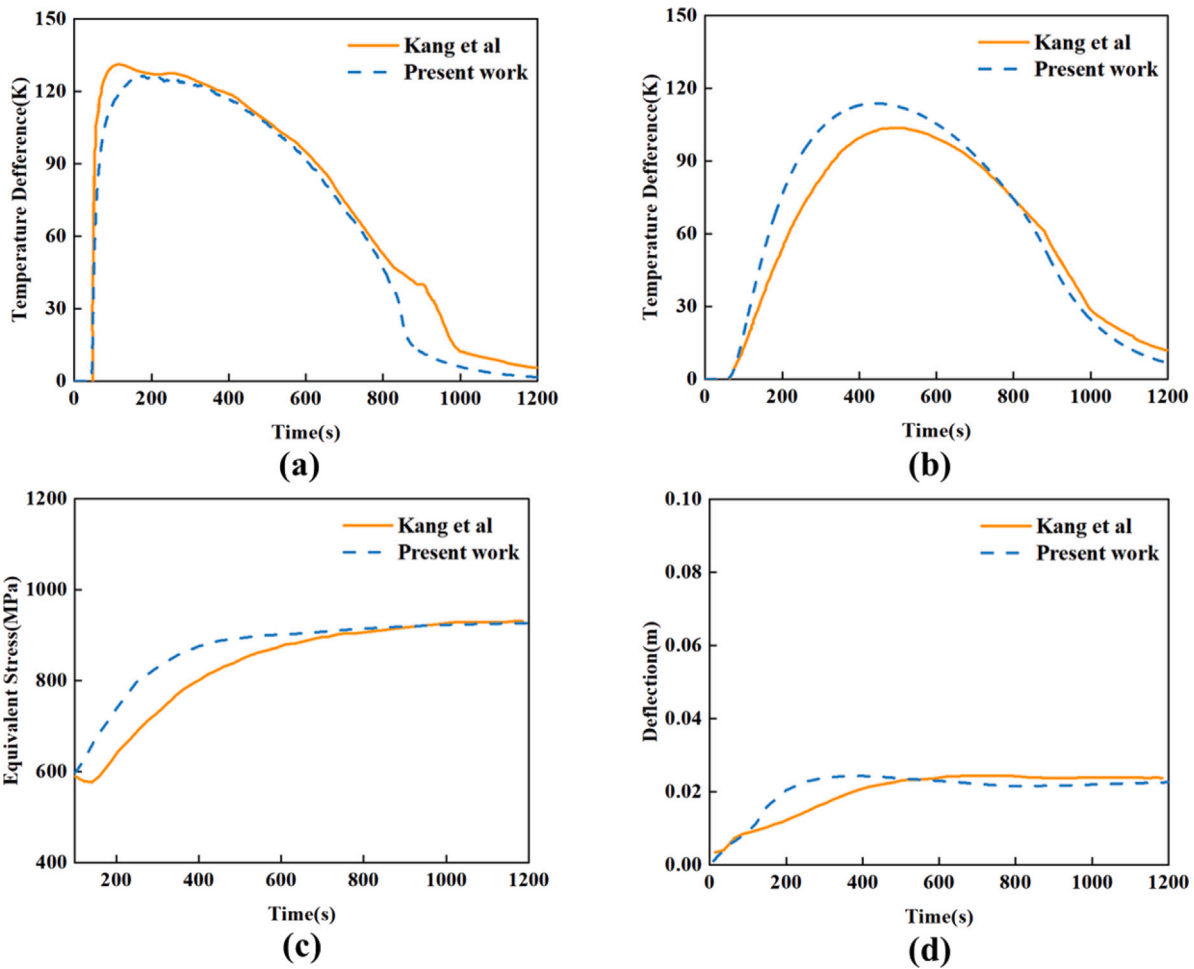 150
120
90
60
30
0
Temperature Defference(K)
Kang et al
Present work
0 200 400 600 800 1000 1200
Time(s)
(a)
150
120
90
60
30
0
Temperature Defference(K)
Kang et al
Present work
0 200 400 600 800 1000 1200
Time(s)
(b)
1200
1000
800
600
400
Equivalent Stress(MPa)
Kang et al
Present work
200 400 600 800 1000 1200
Time(s)
(c)
0.10
0.08
0.06
0.04
0.02
0.00
Deflection(m)
Kang et al
Present work
0 200 400 600 800 1000 1200
Time(s)
(d)